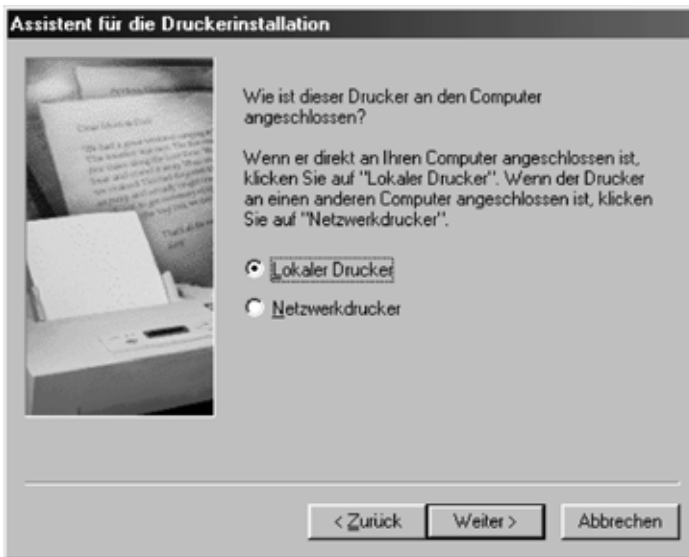 Assistent für die Druckerinstallation
Wie ist dieser Drucker an den Computer
angeschlossen?
Wenn er direkt an Ihren Computer angeschlossen ist,
klicken Sie auf "Lokaler Drucker". Wenn der Drucker
an einen anderen Computer angeschlossen ist, klicken
Sie auf "Netzwerkdrucker".
Lokaler Drucker
Netzwerkdrucker
< Zurück
Weiter >
Abbrechen